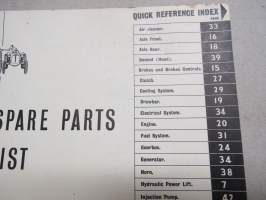 QUICK REFERENCE INDEX
PAGE
Air cleaner. 33
Axle Front. 16
Axle Rear. 18
Bonnet (Hood). 39
Brakes and Brakes Controls. 15
Clutch. 27
Cooling System. 29
Drawbar. 19
Electrical System. 34
Engine. 20
Fuel System. 31
Gearbox. 24
Generator. 34
Horn. 38
Hydraulic Power Lift. 7
Injection Pump. 42
SPARE PARTS
IST